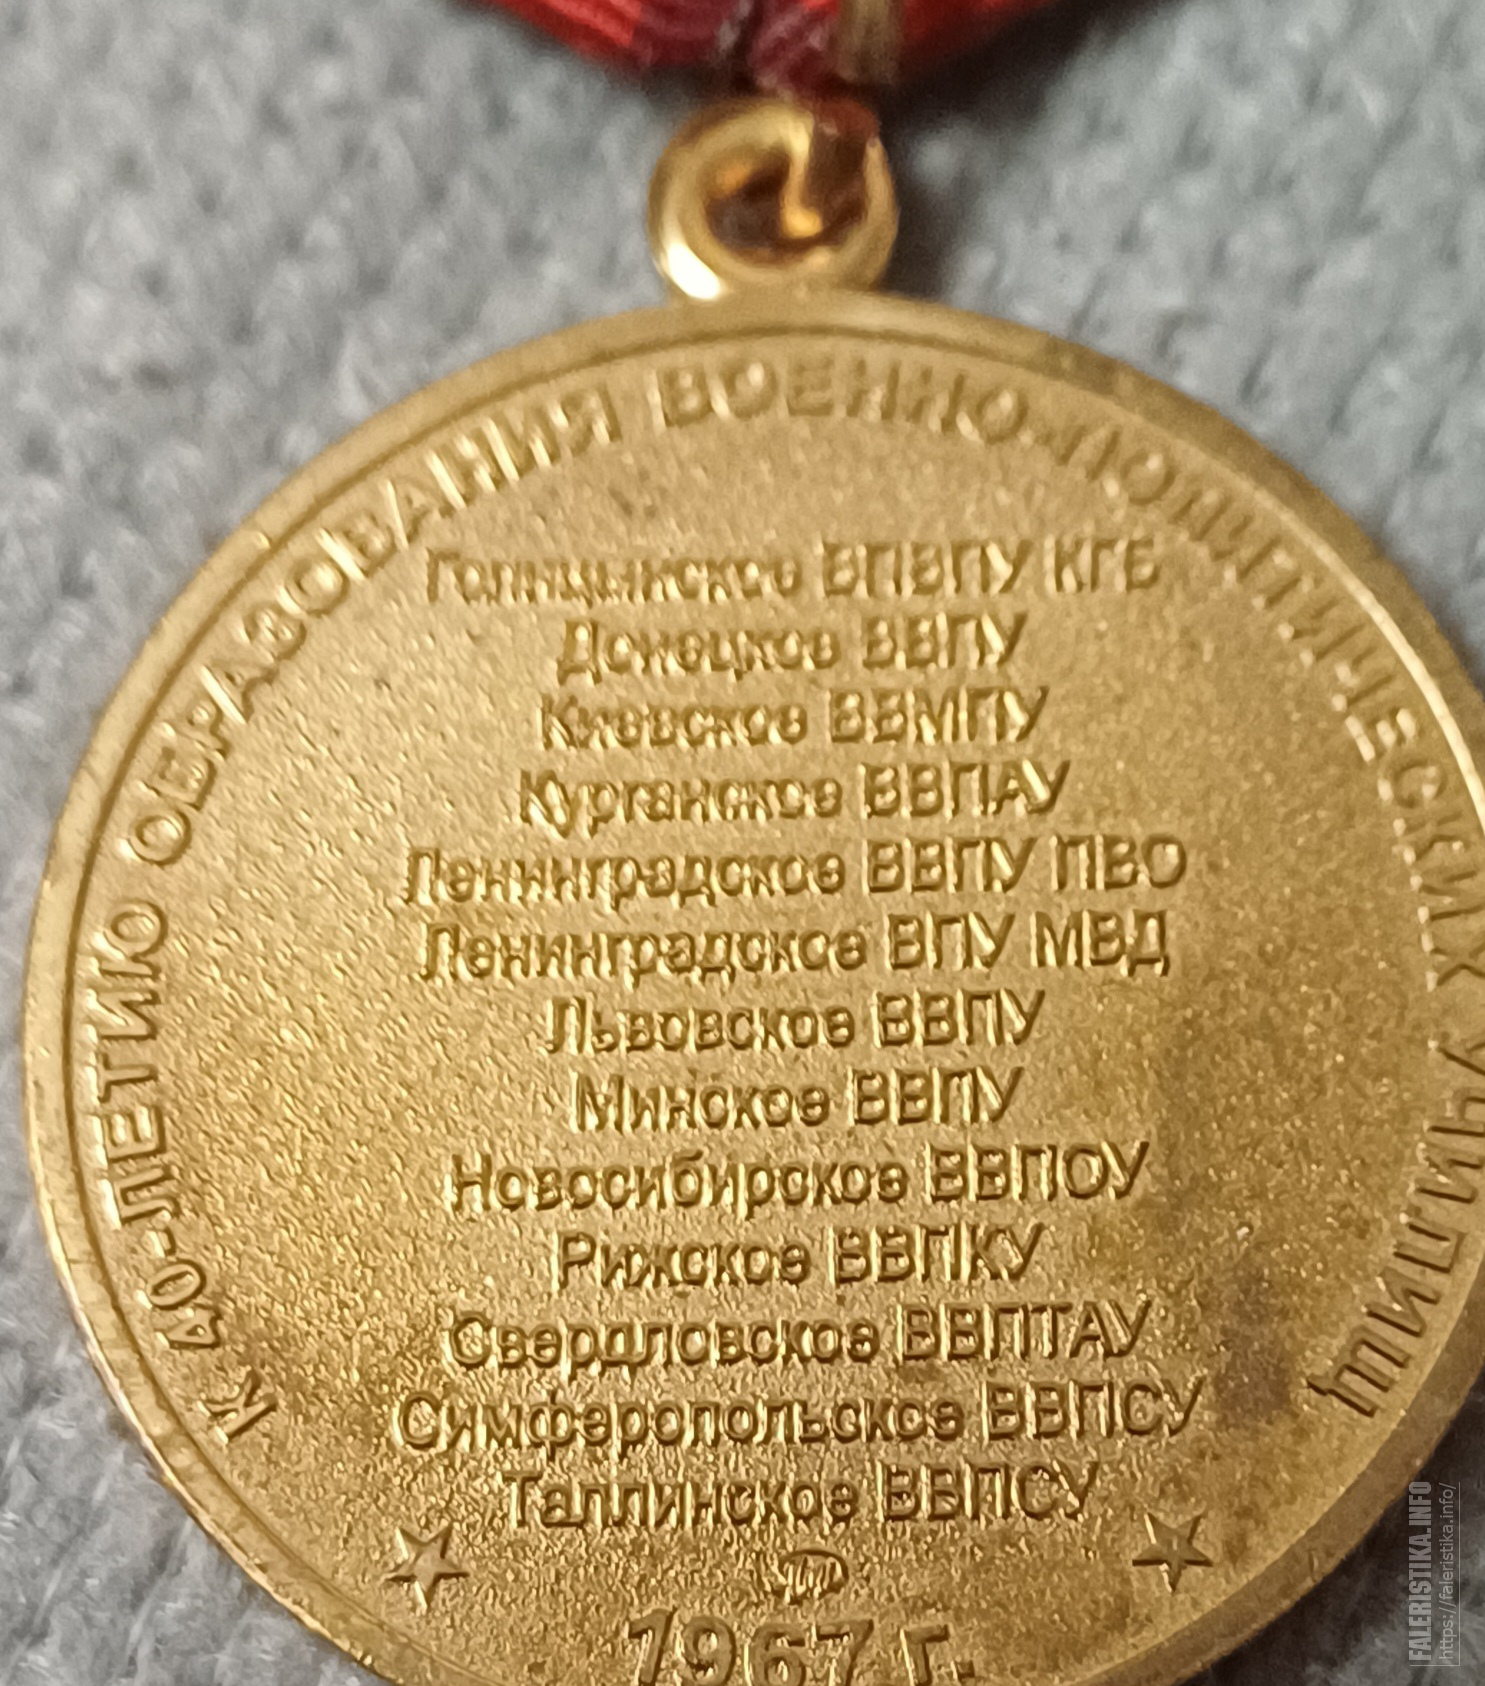 К 40-ЛЕТИЮ ОБРАЗОВАНИЯ ВОЕННО-ПОЛИТИЧЕСКИХ УЧИЛИЩ
Голицынское ВПВПУ КГБ
Донецкое ВВПУ
Киевское ВВМПУ
Курганское ВВПАУ
Ленинградское ВВПУ ПВО
Ленинградское ВПУ МВД
Львовское ВВПУ
Минское ВВПУ
Новосибирское ВВПОУ
Рижское ВВПКУ
Свердловское ВВПТАУ
Симферопольское ВВПСУ
Таллинское ВВПСУ
1967 г.
FALERISTIKA.INFO
https://faleristika.info/